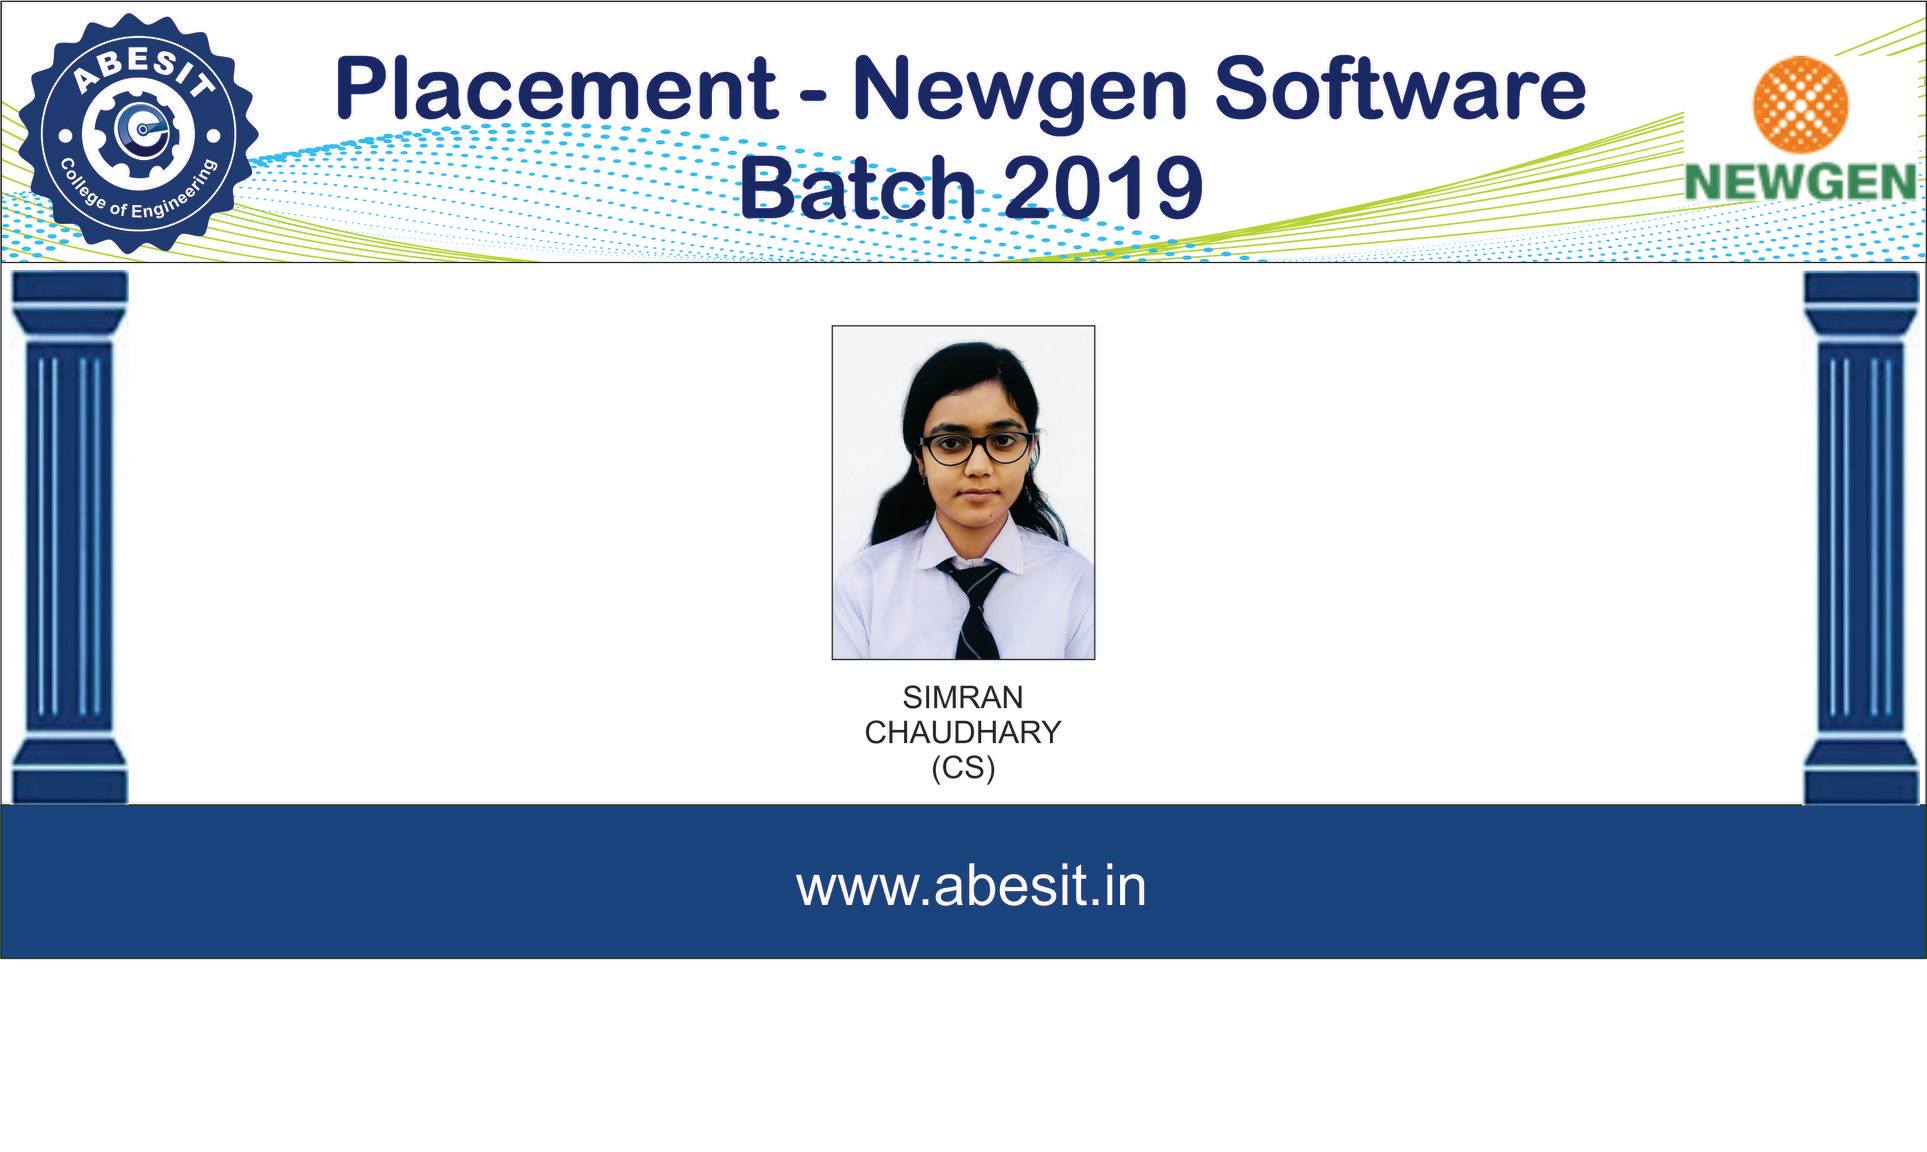 ABESIT
College of Engineering
Placement - Newgen Software
Batch 2019
NEWGEN
SIMRAN
CHAUDHARY
(CS)
www.abesit.in